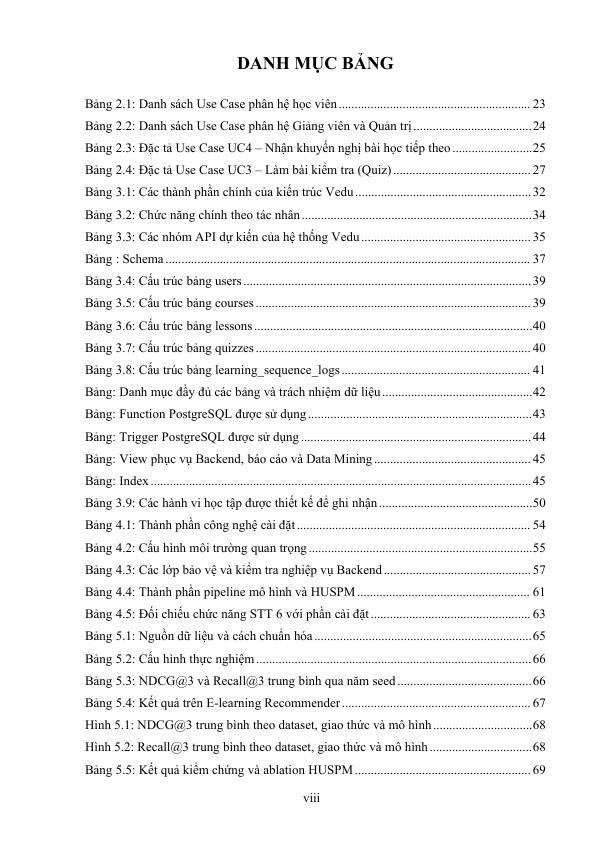 DANH MỤC BẢNG
Bảng 2.1: Danh sách Use Case phân hệ học viên ............................................................. 23
Bảng 2.2: Danh sách Use Case phân hệ Giảng viên và Quản trị .....................................24
Bảng 2.3: Đặc tả Use Case UC4 – Nhận khuyến nghị bài học tiếp theo .........................25
Bảng 2.4: Đặc tả Use Case UC3 – Làm bài kiểm tra (Quiz) ............................................ 27
Bảng 3.1: Các thành phần chính của kiến trúc Vedu ........................................................ 32
Bảng 3.2: Chức năng chính theo tác nhân .........................................................................34
Bảng 3.3: Các nhóm API dự kiến của hệ thống Vedu ...................................................... 35
Bảng : Schema .................................................................................................................... 37
Bảng 3.4: Cấu trúc bảng users ........................................................................................... 39
Bảng 3.5: Cấu trúc bảng courses ....................................................................................... 39
Bảng 3.6: Cấu trúc bảng lessons ........................................................................................40
Bảng 3.7: Cấu trúc bảng quizzes ....................................................................................... 40
Bảng 3.8: Cấu trúc bảng learning_sequence_logs ............................................................ 41
Bảng: Danh mục đầy đủ các bảng và trách nhiệm dữ liệu ................................................42
Bảng: Function PostgreSQL được sử dụng .......................................................................43
Bảng: Trigger PostgreSQL được sử dụng ......................................................................... 44
Bảng: View phục vụ Backend, báo cáo và Data Mining .................................................. 45
Bảng: Index .........................................................................................................................45
Bảng 3.9: Các hành vi học tập được thiết kế để ghi nhận .................................................50
Bảng 4.1: Thành phần công nghệ cài đặt .......................................................................... 54
Bảng 4.2: Cấu hình môi trường quan trọng .......................................................................55
Bảng 4.3: Các lớp bảo vệ và kiểm tra nghiệp vụ Backend ............................................... 57
Bảng 4.4: Thành phần pipeline mô hình và HUSPM ....................................................... 61
Bảng 4.5: Đối chiếu chức năng STT 6 với phần cài đặt ................................................... 63
Bảng 5.1: Nguồn dữ liệu và cách chuẩn hóa .....................................................................65
Bảng 5.2: Cấu hình thực nghiệm ....................................................................................... 66
Bảng 5.3: NDCG@3 và Recall@3 trung bình qua năm seed ...........................................66
Bảng 5.4: Kết quả trên E-learning Recommender ............................................................ 67
Hình 5.1: NDCG@3 trung bình theo dataset, giao thức và mô hình ................................68
Hình 5.2: Recall@3 trung bình theo dataset, giao thức và mô hình .................................68
Bảng 5.5: Kết quả kiểm chứng và ablation HUSPM ........................................................ 69
viii